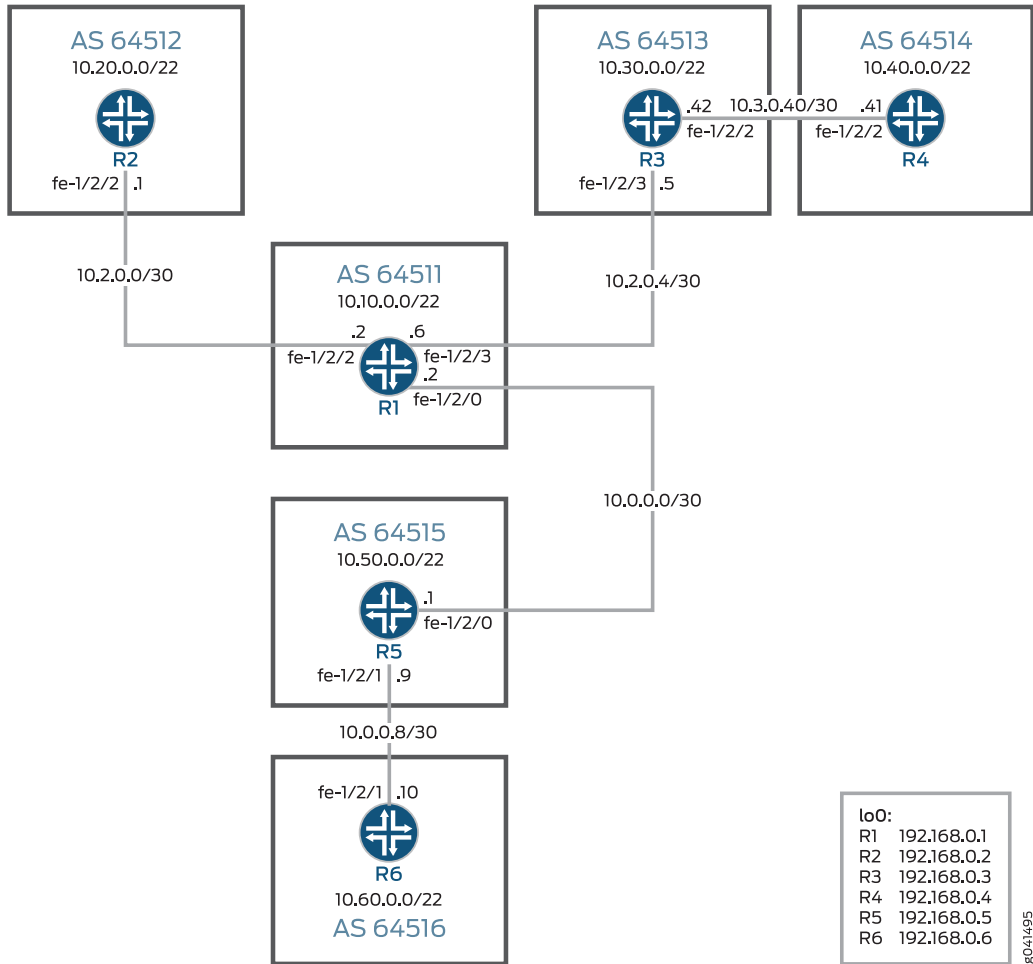 AS 64512
10.20.0.0/22
R2
fe-1/2/2 .1
10.2.0.0/30
AS 64513
10.30.0.0/22
.42
fe-1/2/2
R3
fe-1/2/3 .5
10.3.0.40/30
AS 64514
10.40.0.0/22
.41
fe-1/2/2
R4
10.2.0.4/30
AS 64511
10.10.0.0/22
.2
fe-1/2/2
.6
fe-1/2/3
.2
fe-1/2/0
R1
10.0.0.0/30
AS 64515
10.50.0.0/22
.1
fe-1/2/0
R5
fe-1/2/1 .9
10.0.0.8/30
fe-1/2/1 .10
R6
10.60.0.0/22
AS 64516
lo0:
R1 192.168.0.1
R2 192.168.0.2
R3 192.168.0.3
R4 192.168.0.4
R5 192.168.0.5
R6 192.168.0.6
g041495